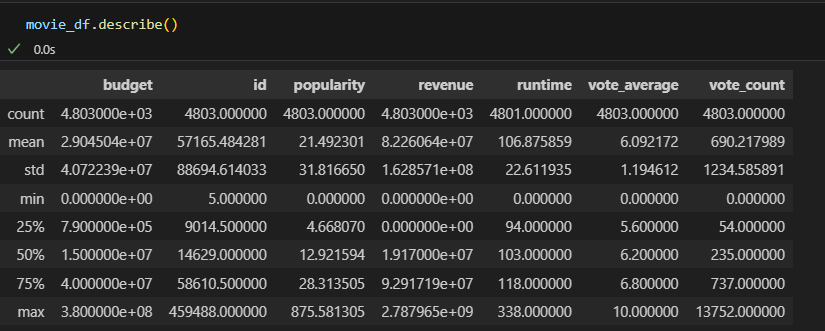 movie_df.describe()
0.0s
budget id popularity revenue runtime vote_average vote_count
count 4.803000e+03 4803.000000 4803.000000 4.803000e+03 4801.000000 4803.000000 4803.000000
mean 2.904504e+07 57165.484281 21.492301 8.226064e+07 106.875859 6.092172 690.217989
std 4.072239e+07 88694.614033 31.816650 1.628571e+08 22.611935 1.194612 1234.585891
min 0.000000e+00 5.000000 0.000000 0.000000e+00 0.000000 0.000000 0.000000
25% 7.900000e+05 9014.500000 4.668070 0.000000e+00 94.000000 5.600000 54.000000
50% 1.500000e+07 14629.000000 12.921594 1.917000e+07 103.000000 6.200000 235.000000
75% 4.000000e+07 58610.500000 28.313505 9.291719e+07 118.000000 6.800000 737.000000
max 3.800000e+08 459488.000000 875.581305 2.787965e+09 338.000000 10.000000 13752.000000